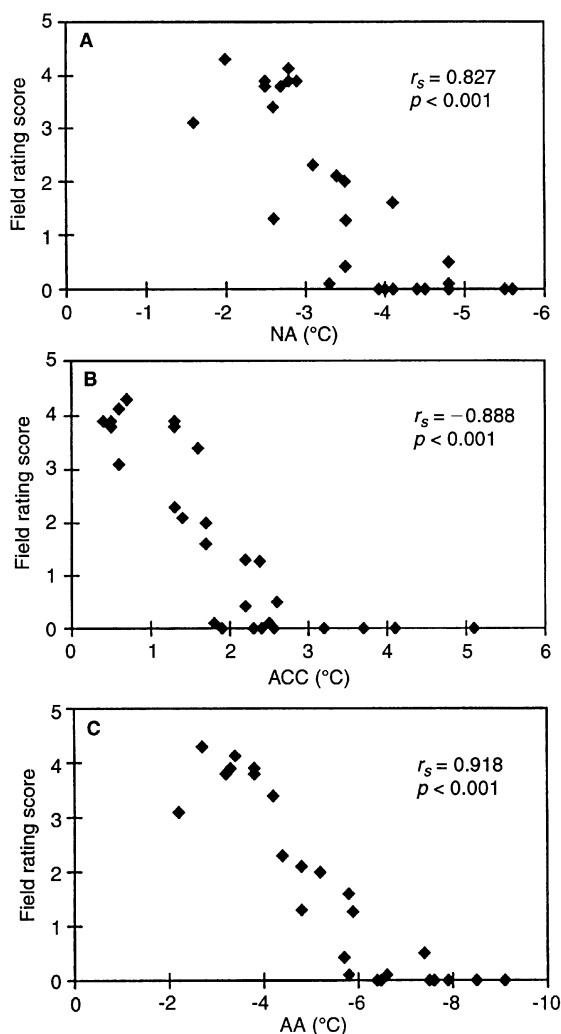 A
5
4
3
2
1
0
Field rating score
r_s = 0.827
p < 0.001
0 -1 -2 -3 -4 -5 -6
NA (°C)
B
5
4
3
2
1
0
Field rating score
r_s = −0.888
p < 0.001
0 1 2 3 4 5 6
ACC (°C)
C
5
4
3
2
1
0
Field rating score
r_s = 0.918
p < 0.001
0 -2 -4 -6 -8 -10
AA (°C)